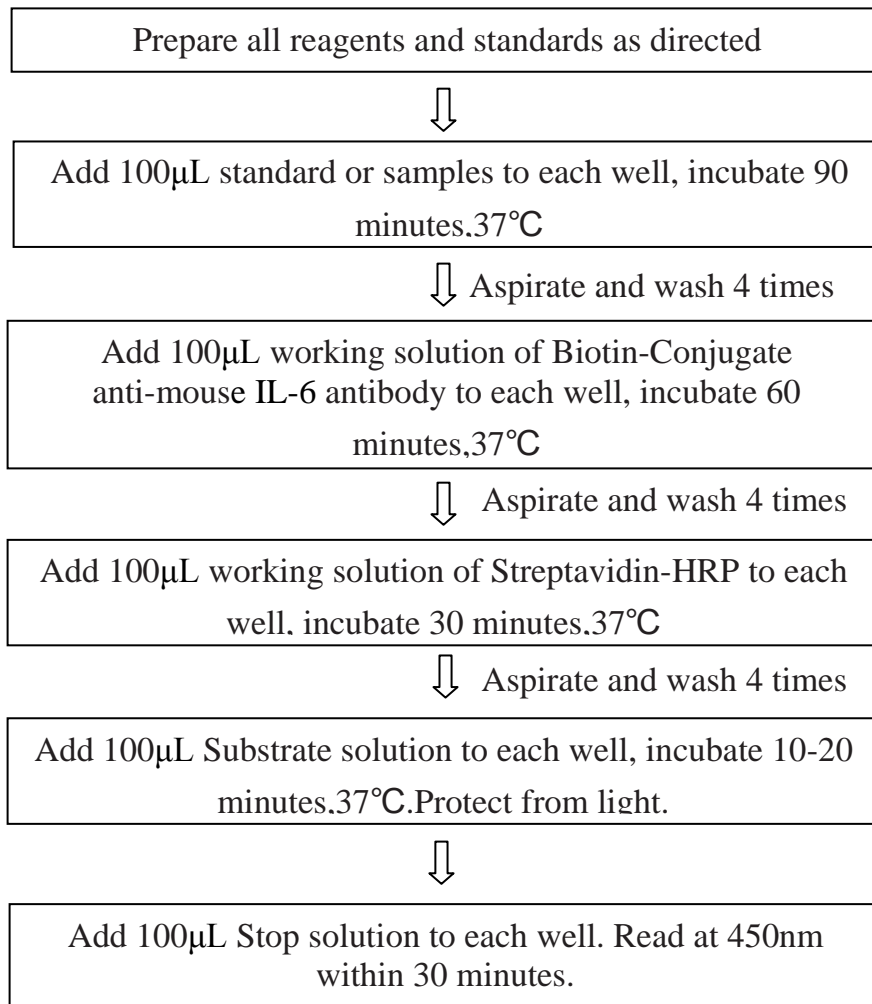 Prepare all reagents and standards as directed
Add 100μL standard or samples to each well, incubate 90
minutes,37℃
Aspirate and wash 4 times
Add 100μL working solution of Biotin-Conjugate
anti-mouse IL-6 antibody to each well, incubate 60
minutes,37℃
Aspirate and wash 4 times
Add 100μL working solution of Streptavidin-HRP to each
well, incubate 30 minutes,37℃
Aspirate and wash 4 times
Add 100μL Substrate solution to each well, incubate 10-20
minutes,37℃.Protect from light.
Add 100μL Stop solution to each well. Read at 450nm
within 30 minutes.